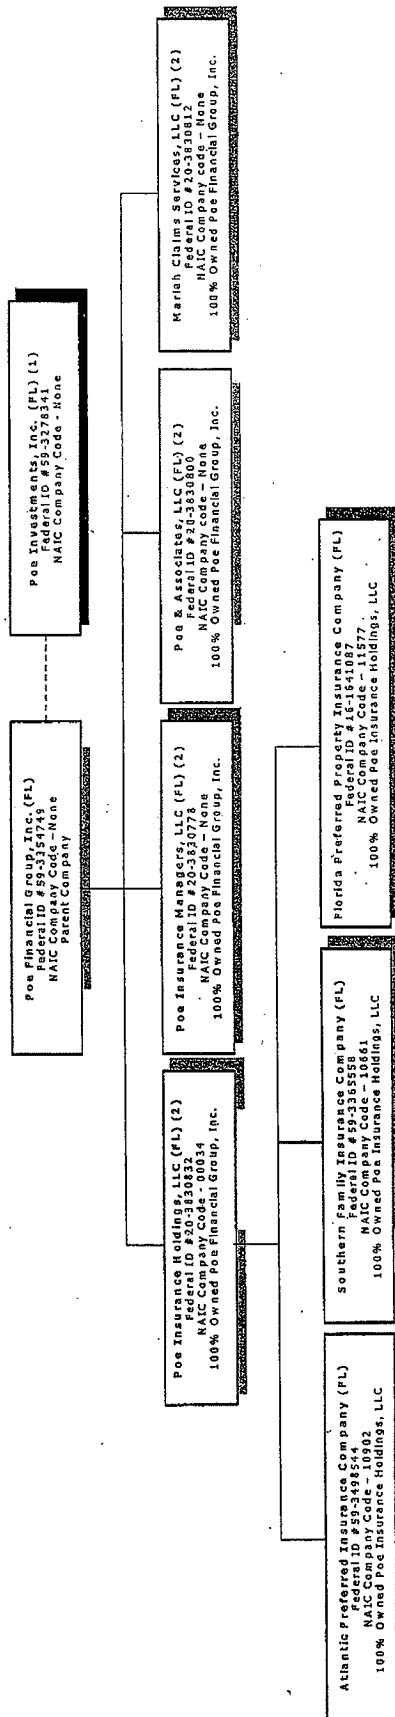 Poe Financial Group, Inc. (FL)
Federal ID #59-3354749
NAIC Company Code -None
Parent Company
Poe Investments, Inc. (FL) (1)
Federal ID #59-3278341
NAIC Company Code - None
Poe Insurance Holdings, LLC (FL) (2)
Federal ID #20-3830832
NAIC Company Code - 00034
100% Owned Poe Financial Group, Inc.
Poe Insurance Managers, LLC (FL) (2)
Federal ID #20-3830778
NAIC Company Code – None
100% Owned Poe Financial Group, Inc.
Poe & Associates, LLC (FL) (2)
Federal ID #20-3830800
NAIC Company code – None
100% Owned Poe Financial Group, Inc.
Mariah Claims Services, LLC (FL) (2)
Federal ID #20-3830812
NAIC Company code – None
100% Owned Poe Financial Group, Inc.
Atlantic Preferred Insurance Company (FL)
Federal ID #59-3498544
NAIC Company Code – 10902
100% Owned Poe Insurance Holdings, LLC
Southern Family Insurance Company (FL)
Federal ID #59-3365558
NAIC Company Code – 10661
100% Owned Poe Insurance Holdings, LLC
Florida Preferred Property Insurance Company (FL)
Federal ID #16-1641087
NAIC Company Code – 11577
100% Owned Poe Insurance Holdings, LLC